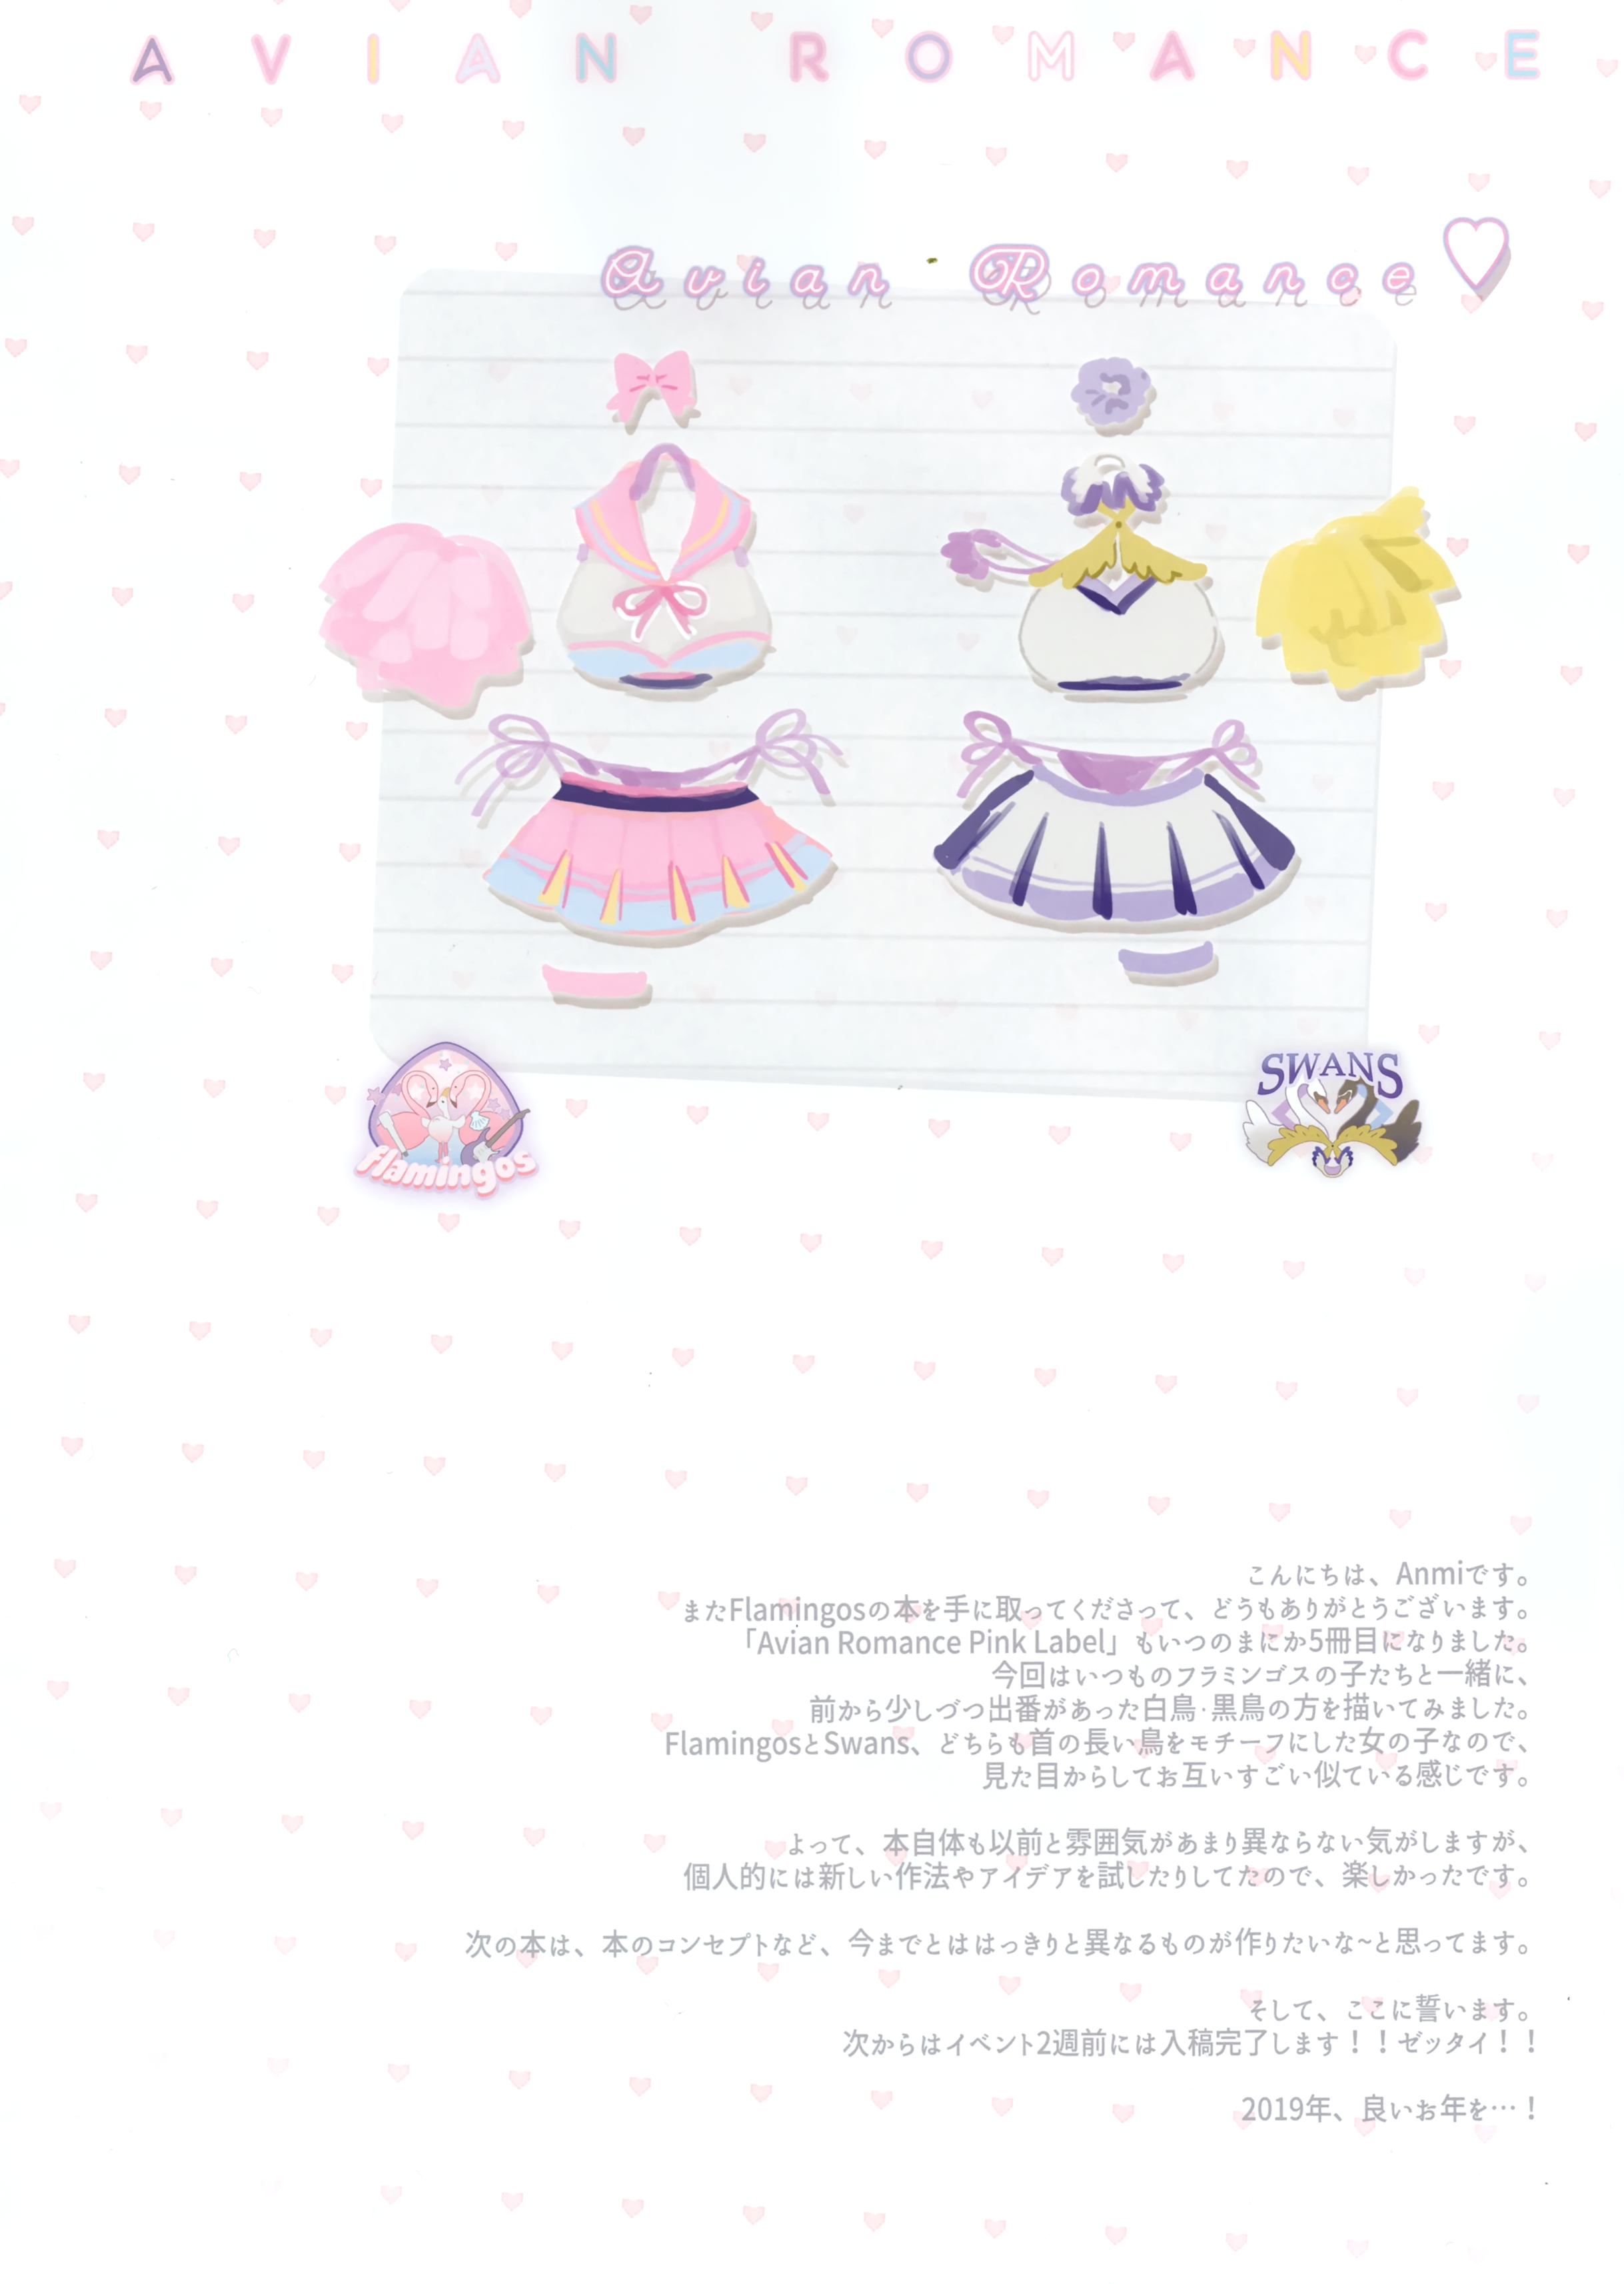 AVIAN ROMANCE
Avian Romance
flamingos
SWANS
こんにちは、Anmiです。
またFlamingosの本を手に取ってくださって、どうもありがとうございます。
「Avian Romance Pink Label」もいつのまにか5冊目になりました。
今回はいつものフラミンゴスの子たちと一緒に、
前から少しづつ出番があった白鳥·黒鳥の方を描いてみました。
FlamingosとSwans、どちらも首の長い鳥をモチーフにした女の子なので、
見た目からしてお互いすごい似ている感じです。
よって、本自体も以前と雰囲気があまり異ならない気がしますが、
個人的には新しい作法やアイデアを試したりしてたので、楽しかったです。
次の本は、本のコンセプトなど、今までとははっきりと異なるものが作りたいな~と思ってます。
そして、ここに誓います。
次からはイベント2週前には入稿完了します！！ゼッタイ！！
2019年、良いお年を…！